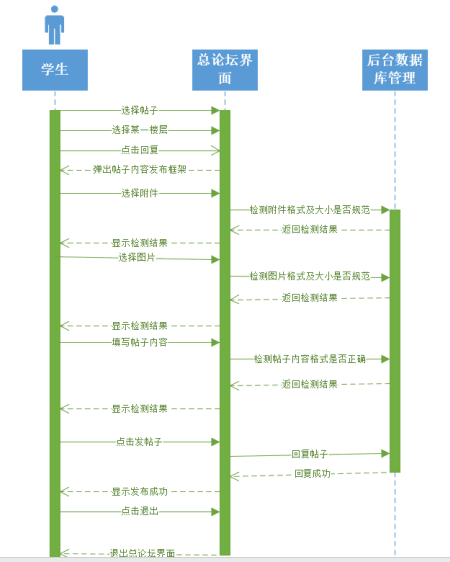 学生
总论坛界
面
后台数据
库管理
选择帖子
选择某一楼层
点击回复
弹出帖子内容发布框架
选择附件
检测附件格式及大小是否规范
返回检测结果
显示检测结果
选择图片
检测图片格式及大小是否规范
返回检测结果
显示检测结果
填写帖子内容
检测帖子内容格式是否正确
返回检测结果
显示检测结果
点击发帖子
回复帖子
回复成功
显示发布成功
点击退出
退出总论坛界面